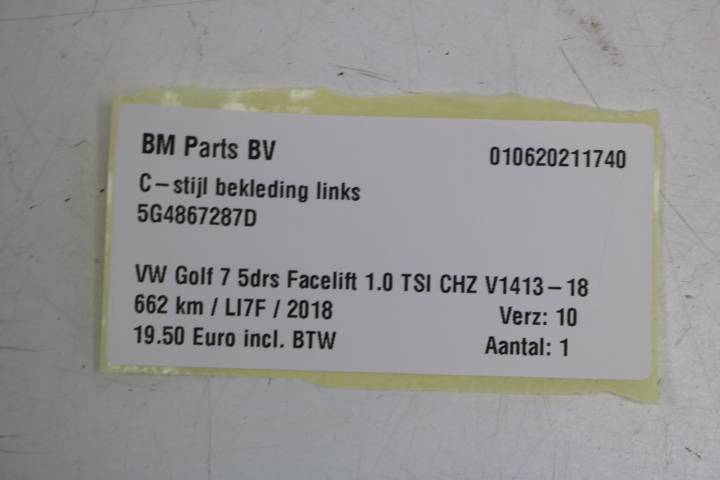 BM Parts BV 010620211740
C-stijl bekleding links
5G4867287D
VW Golf 7 5drs Facelift 1.0 TSI CHZ V1413-18
662 km / LI7F / 2018 Verz: 10
19.50 Euro incl. BTW Aantal: 1